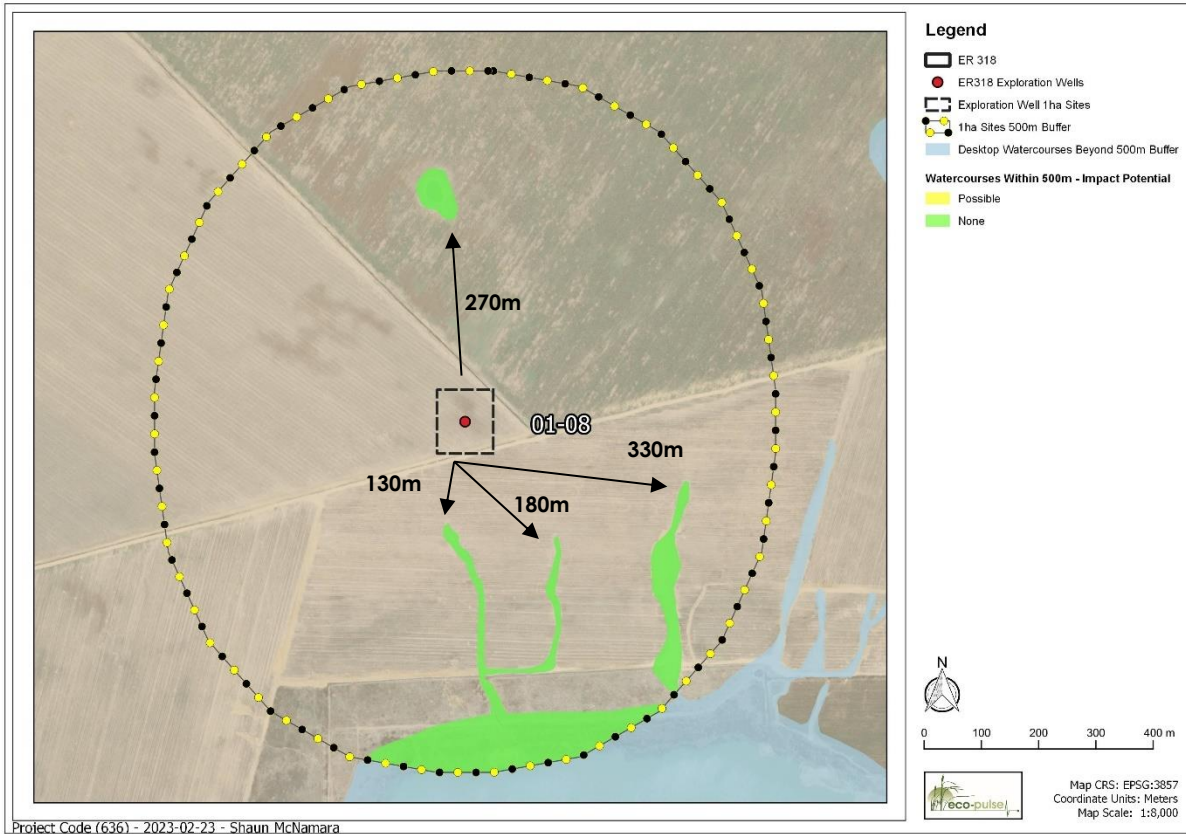 270m
01-08
330m
130m
180m
Legend
ER 318
ER318 Exploration Wells
Exploration Well 1ha Sites
1ha Sites 500m Buffer
Desktop Watercourses Beyond 500m Buffer
Watercourses Within 500m - Impact Potential
Possible
None
N
0 100 200 300 400 m
eco-pulse
Map CRS: EPSG:3857
Coordinate Units: Meters
Map Scale: 1:8,000
Project Code (636) - 2023-02-23 - Shaun McNamara